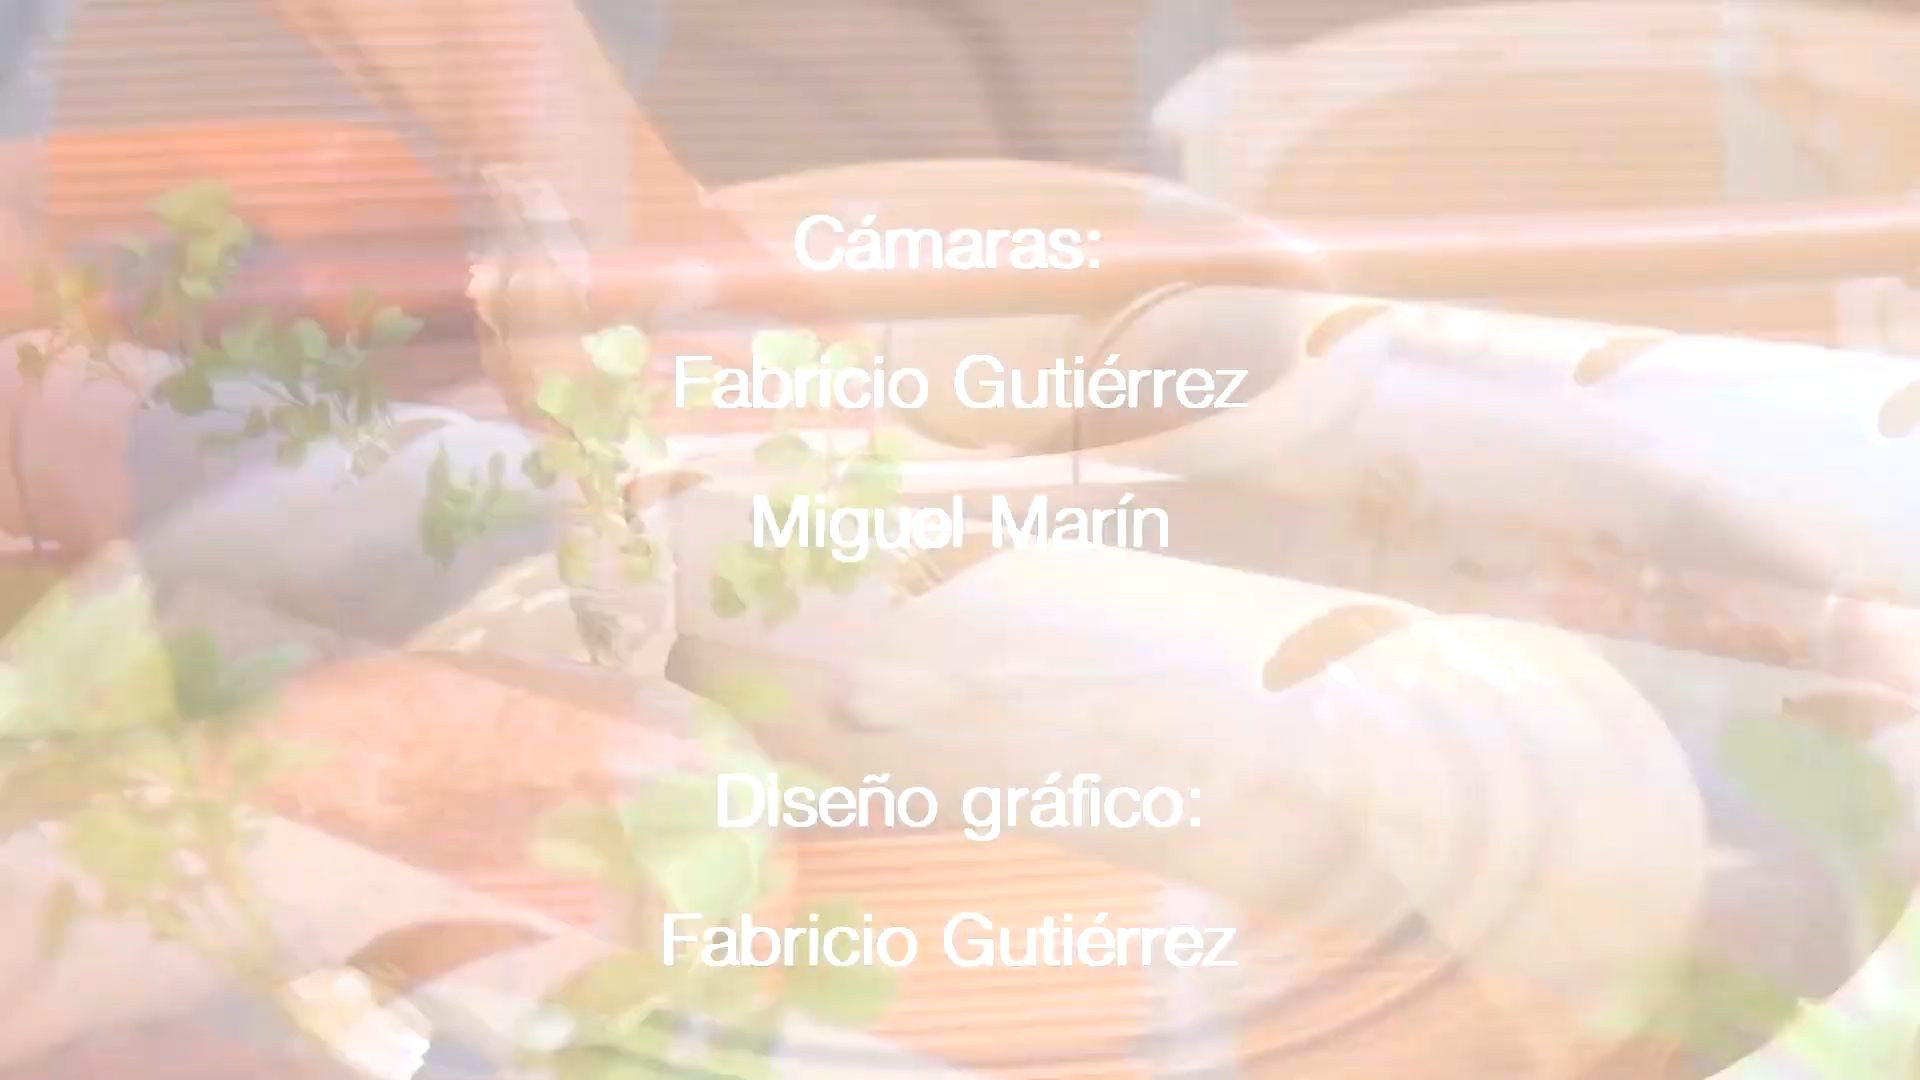 Cámaras:
Fabricio Gutiérrez
Miguel Marín
Diseño gráfico:
Fabricio Gutiérrez